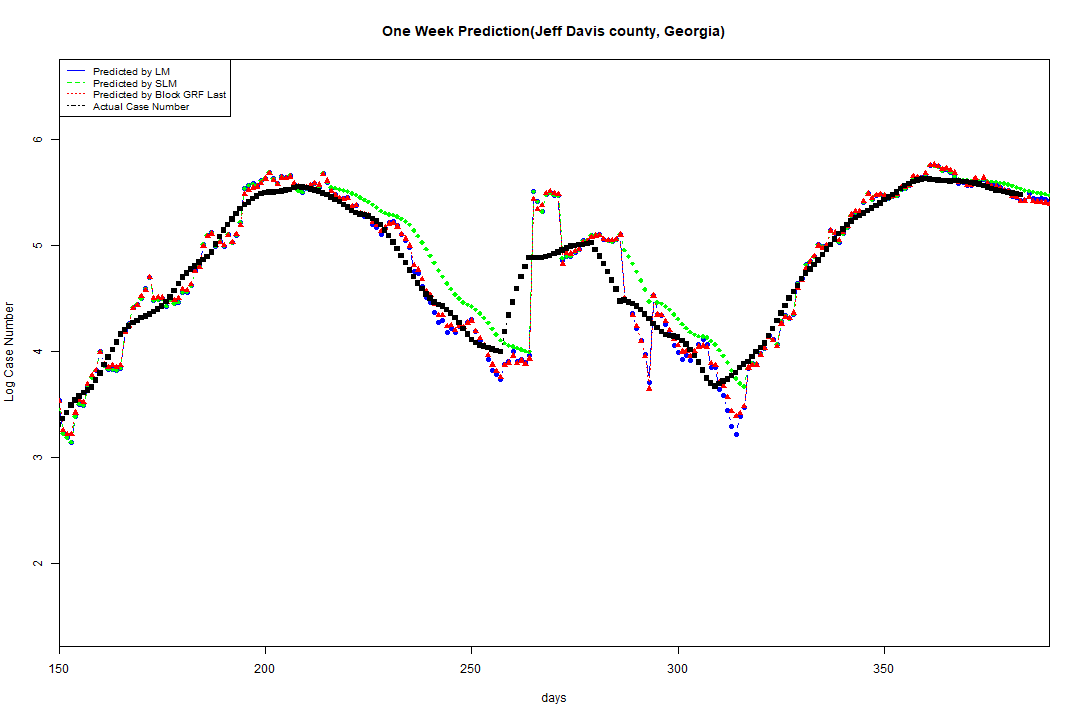 One Week Prediction(Jeff Davis county, Georgia)
Predicted by LM
Predicted by SLM
Predicted by Block GRF Last
Actual Case Number
Log Case Number
6
5
4
3
2
150 200 250 300 350
days